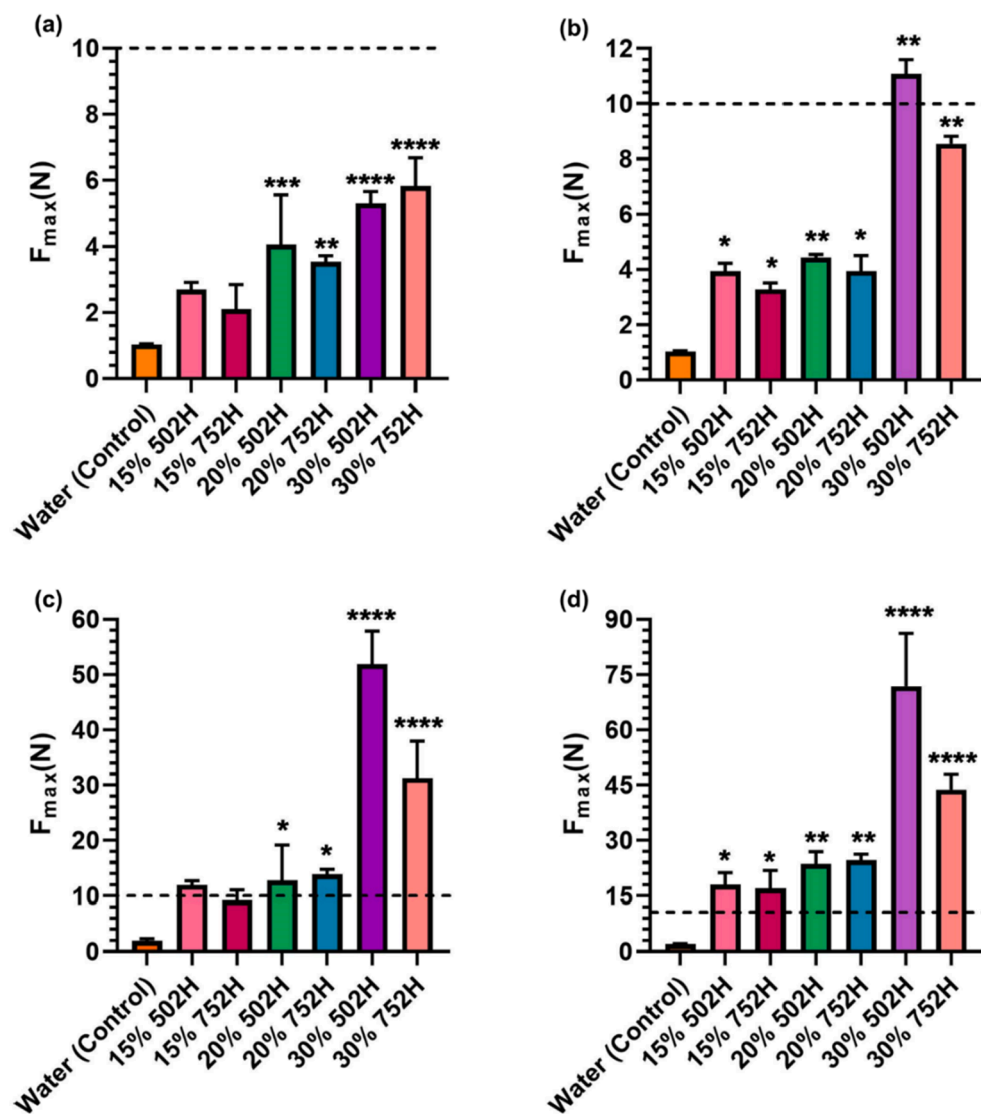 (a)
10
8
6
4
2
0
Fmax(N)
***
**
****
****
Water (Control)
15% 502H
15% 752H
20% 502H
20% 752H
30% 502H
30% 752H
(b)
12
10
8
6
4
2
0
Fmax(N)
*
*
**
*
**
**
Water (Control)
15% 502H
15% 752H
20% 502H
20% 752H
30% 502H
30% 752H
(c)
60
50
40
30
20
10
0
Fmax(N)
*
*
****
****
Water (Control)
15% 502H
15% 752H
20% 502H
20% 752H
30% 502H
30% 752H
(d)
90
75
60
45
30
15
0
Fmax(N)
*
*
**
**
****
****
Water (Control)
15% 502H
15% 752H
20% 502H
20% 752H
30% 502H
30% 752H